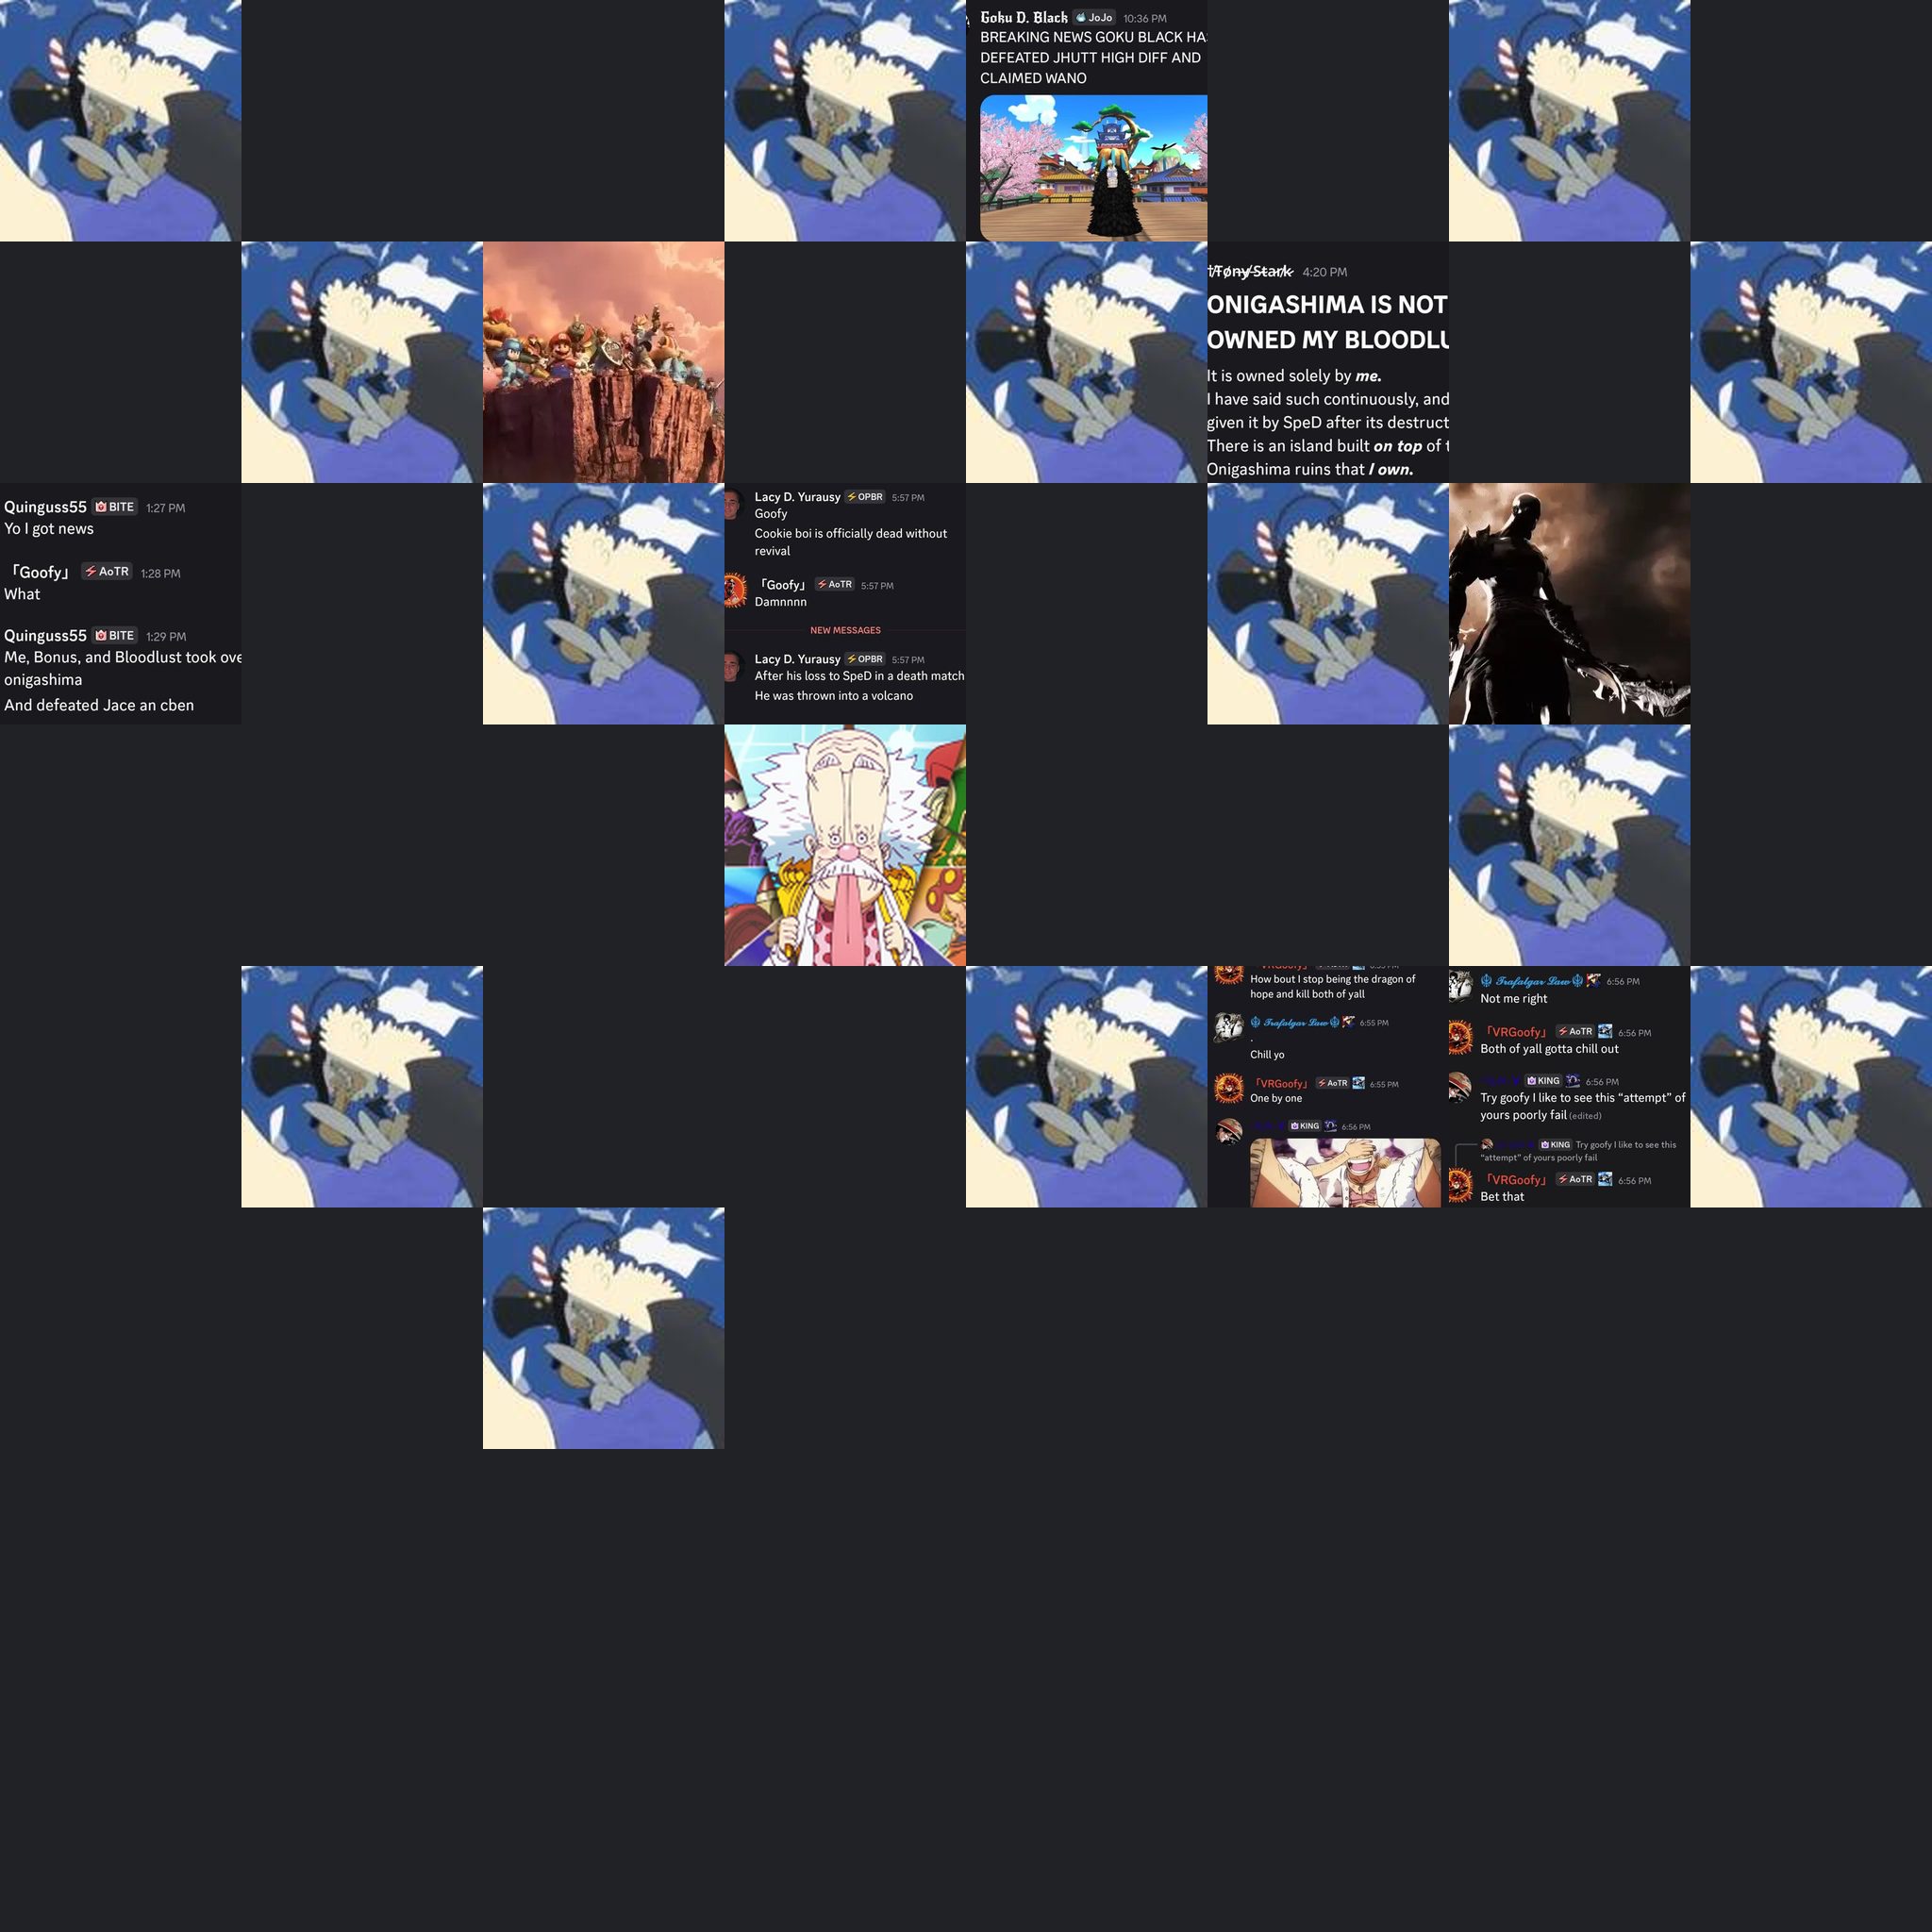 Goku D. Black JoJo 10:36 PM
BREAKING NEWS GOKU BLACK HA
DEFEATED JHUTT HIGH DIFF AND
CLAIMED WANO
Tony Stark 4:20 PM
ONIGASHIMA IS NOT
OWNED MY BLOODLU
It is owned solely by me.
I have said such continuously, and
given it by SpeD after its destruct
There is an island built on top of t
Onigashima ruins that I own.
Quinguss55 BITE 1:27 PM
Yo I got news
「Goofy」 AoTR 1:28 PM
What
Quinguss55 BITE 1:29 PM
Me, Bonus, and Bloodlust took ove
onigashima
And defeated Jace an cben
Lacy D. Yurausy OPBR 5:57 PM
Goofy
Cookie boi is officially dead without
revival
「Goofy」 AoTR 5:57 PM
Damnnnn
NEW MESSAGES
Lacy D. Yurausy OPBR 5:57 PM
After his loss to SpeD in a death match
He was thrown into a volcano
How bout I stop being the dragon of
hope and kill both of yall
Trafalgar Law 6:55 PM
.
Chill yo
「VRGoofy」 AoTR 6:55 PM
One by one
KING 6:56 PM
Trafalgar Law 6:56 PM
Not me right
「VRGoofy」 AoTR 6:56 PM
Both of yall gotta chill out
KING 6:56 PM
Try goofy I like to see this “attempt” of
yours poorly fail (edited)
KING Try goofy I like to see this
“attempt” of yours poorly fail
「VRGoofy」 AoTR 6:56 PM
Bet that